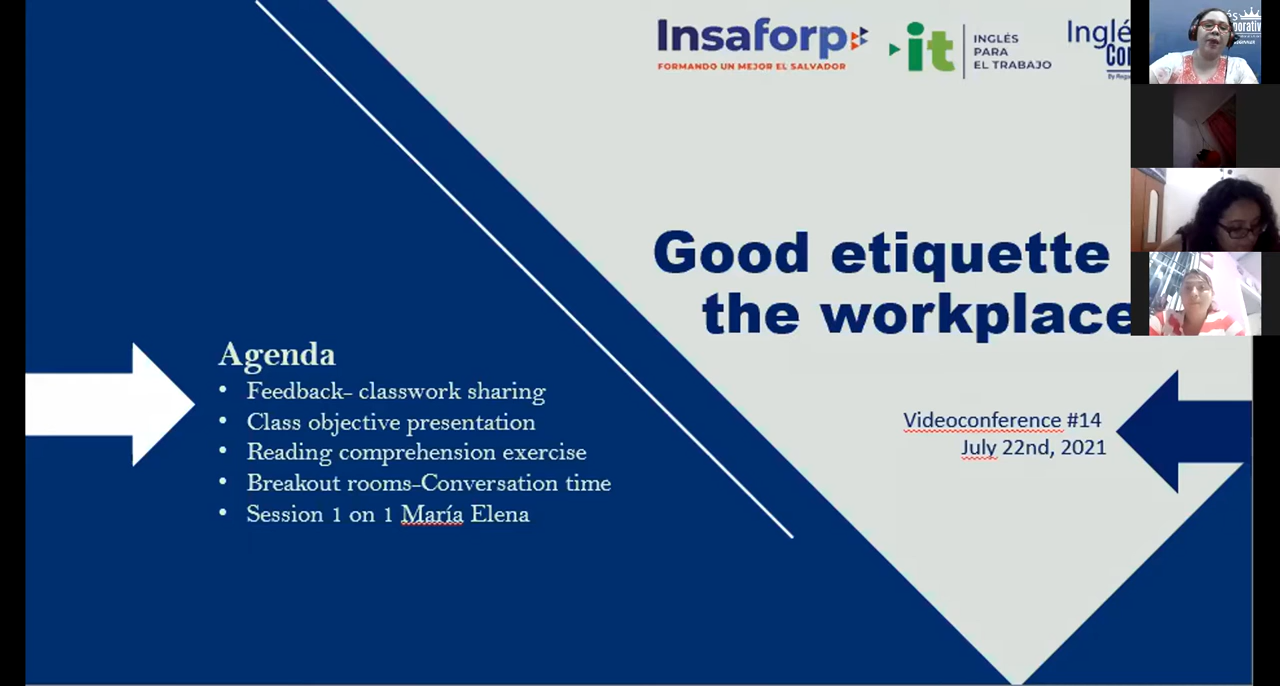 Insaforp
FORMANDO UN MEJOR EL SALVADOR
it
INGLÉS
PARA
EL TRABAJO
Inglé
Good etiquette
the workplace
Videoconference #14
July 22nd, 2021
Agenda
• Feedback- classwork sharing
• Class objective presentation
• Reading comprehension exercise
• Breakout rooms-Conversation time
• Session 1 on 1 María Elena